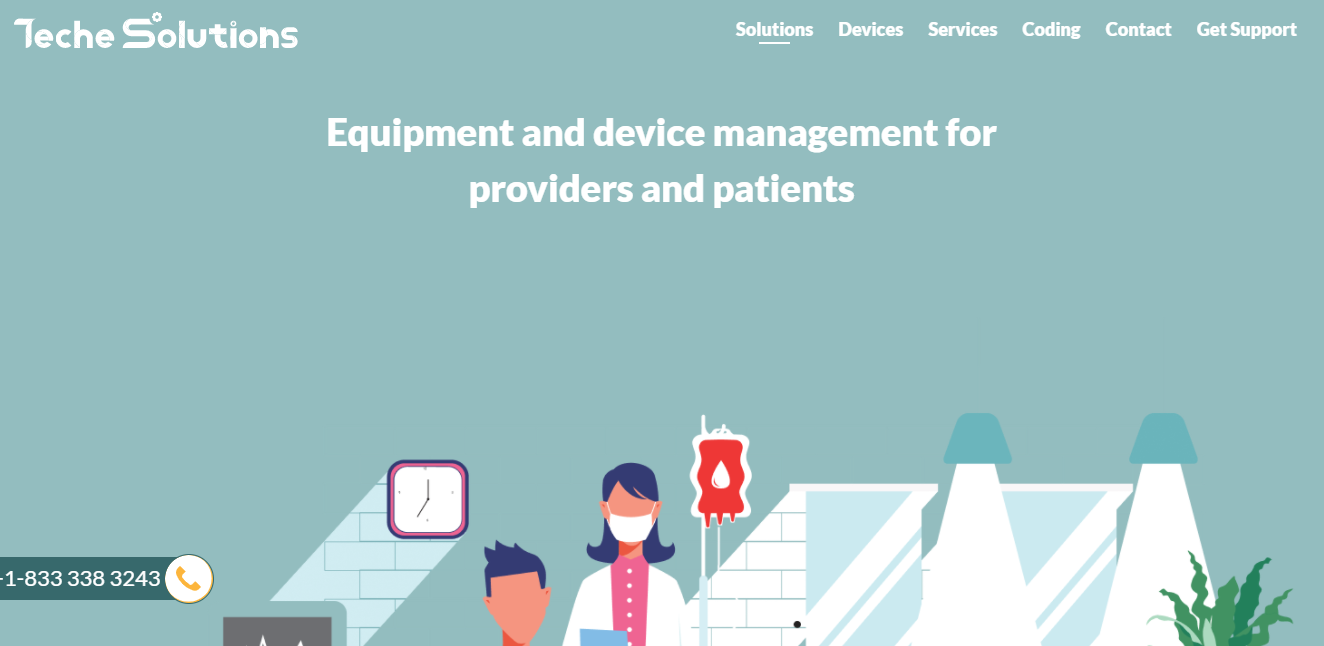 Teche Solutions
Solutions Devices Services Coding Contact Get Support
Equipment and device management for
providers and patients
-1-833 338 3243